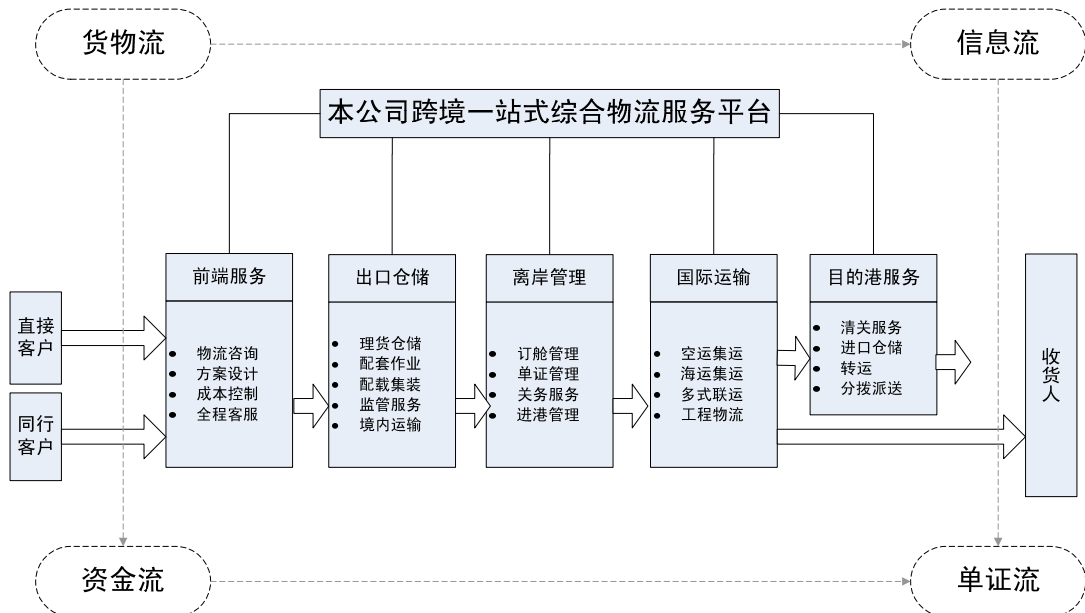 货物流
信息流
本公司跨境一站式综合物流服务平台
前端服务
物流咨询
方案设计
成本控制
全程客服
出口仓储
理货仓储
配套作业
配载集装
监管服务
境内运输
离岸管理
订舱管理
单证管理
关务服务
进港管理
国际运输
空运集运
海运集运
多式联运
工程物流
目的港服务
清关服务
进口仓储
转运
分拨派送
直接
客户
同行
客户
收
货
人
资金流
单证流